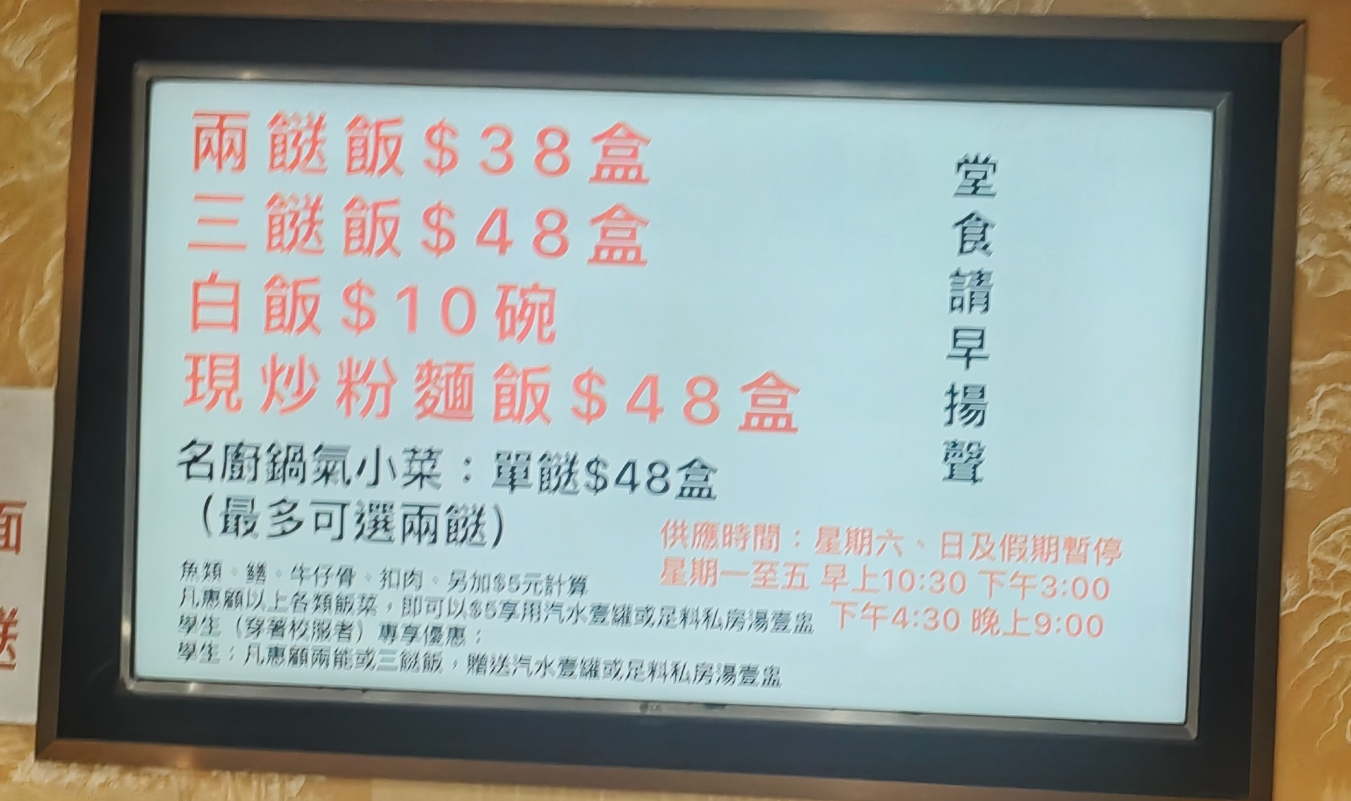 兩餸飯$38盒
三餸飯$48盒
白飯$10碗
現炒粉麵飯$48盒
名廚鍋氣小菜：單餸$48盒
（最多可選兩餸）
魚類、鱔、牛仔骨、扣肉、另加$5元計算
凡惠顧以上各類飯菜，即可以$5享用汽水壹罐或足料私房湯壹盅
學生（穿著校服者）專享優惠：
學生：凡惠顧兩餸或三餸飯，贈送汽水壹罐或足料私房湯壹盅
堂食請早揚聲
供應時間：星期六、日及假期暫停
星期一至五 早上10:30 下午3:00
下午4:30 晚上9:00
面
送